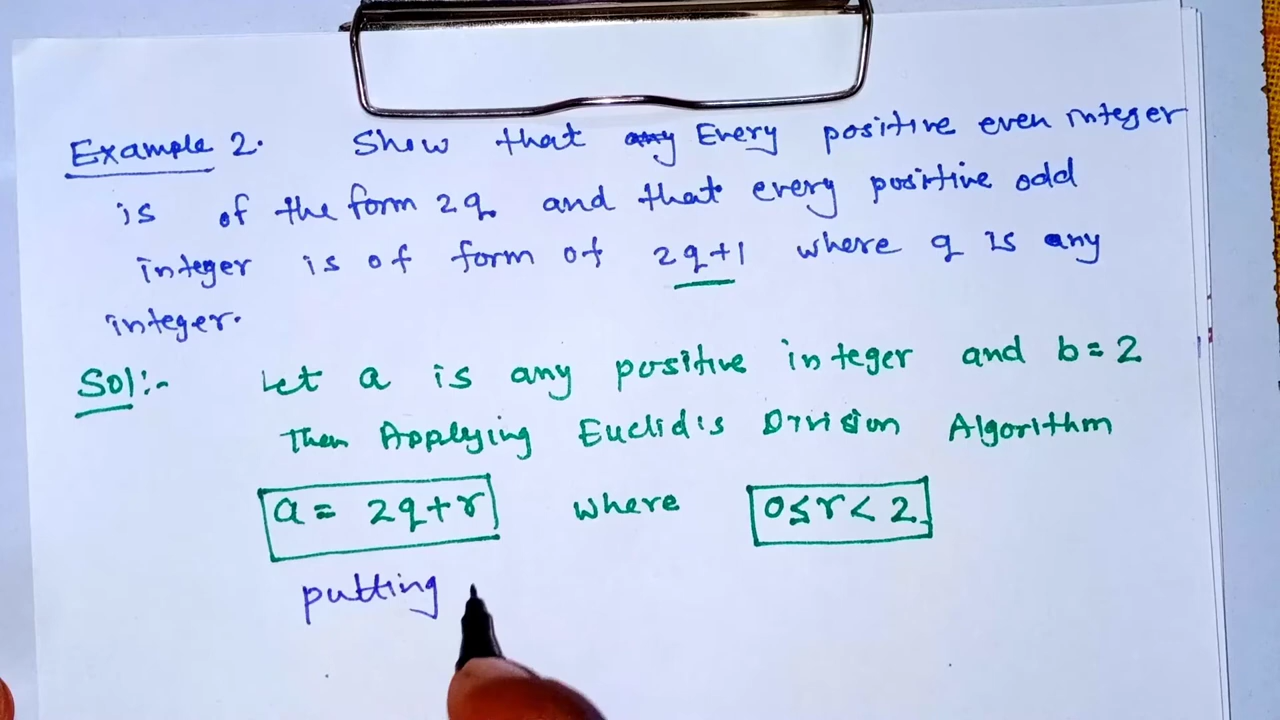 Example 2. Show that any Every positive even integer
is of the form 2q and that every positive odd
integer is of form of 2q+1 where q is any
integer.
Sol:- Let a is any positive integer and b=2
Then Applying Euclid's Division Algorithm
a = 2q+r where 0≤r<2
putting